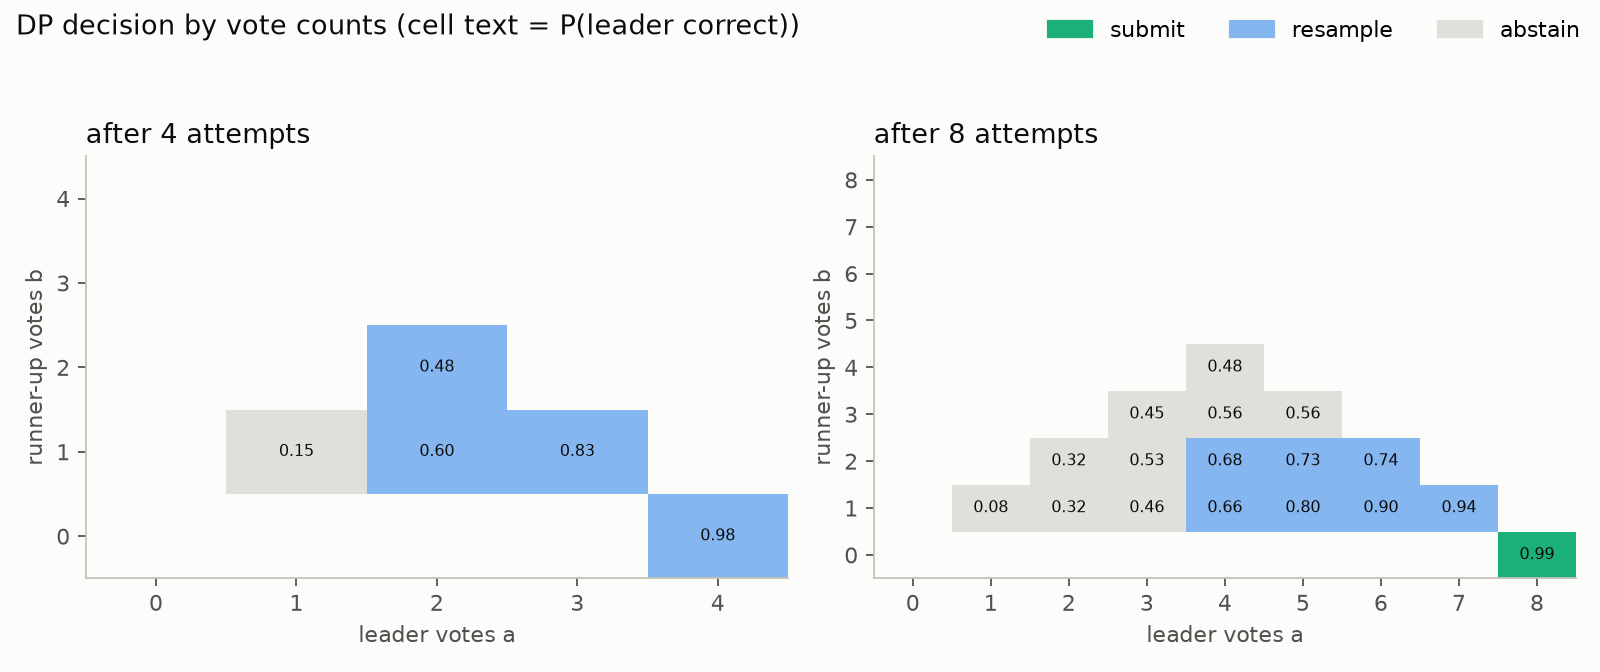 DP decision by vote counts (cell text = P(leader correct))
submit
resample
abstain
after 4 attempts
4
3
2
1
0
runner-up votes b
0.48
0.15
0.60
0.83
0.98
0 1 2 3 4
leader votes a
after 8 attempts
8
7
6
5
4
3
2
1
0
runner-up votes b
0.48
0.45 0.56 0.56
0.32 0.53 0.68 0.73 0.74
0.08 0.32 0.46 0.66 0.80 0.90 0.94
0.99
0 1 2 3 4 5 6 7 8
leader votes a